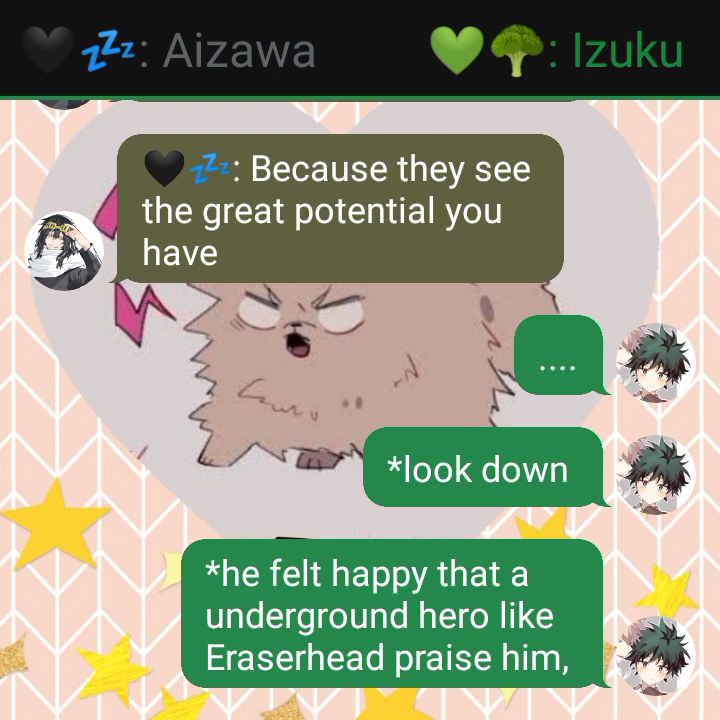 🖤💤: Aizawa
💚🌳: Izuku
🖤💤: Because they see
the great potential you
have
....
*look down
*he felt happy that a
underground hero like
Eraserhead praise him,